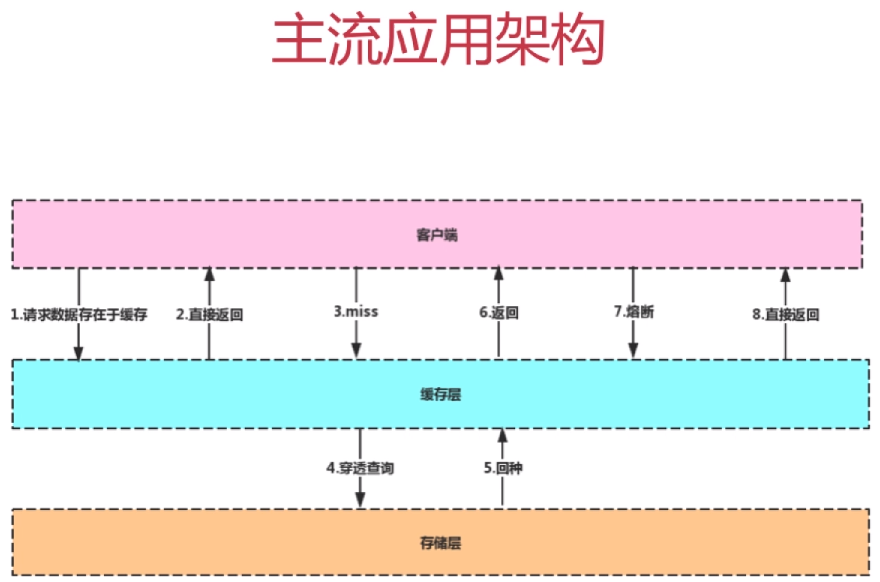 主流应用架构
客户端
1.请求数据存在于缓存
2.直接返回
3.miss
6.返回
7.熔断
8.直接返回
缓存层
4.穿透查询
5.回种
存储层